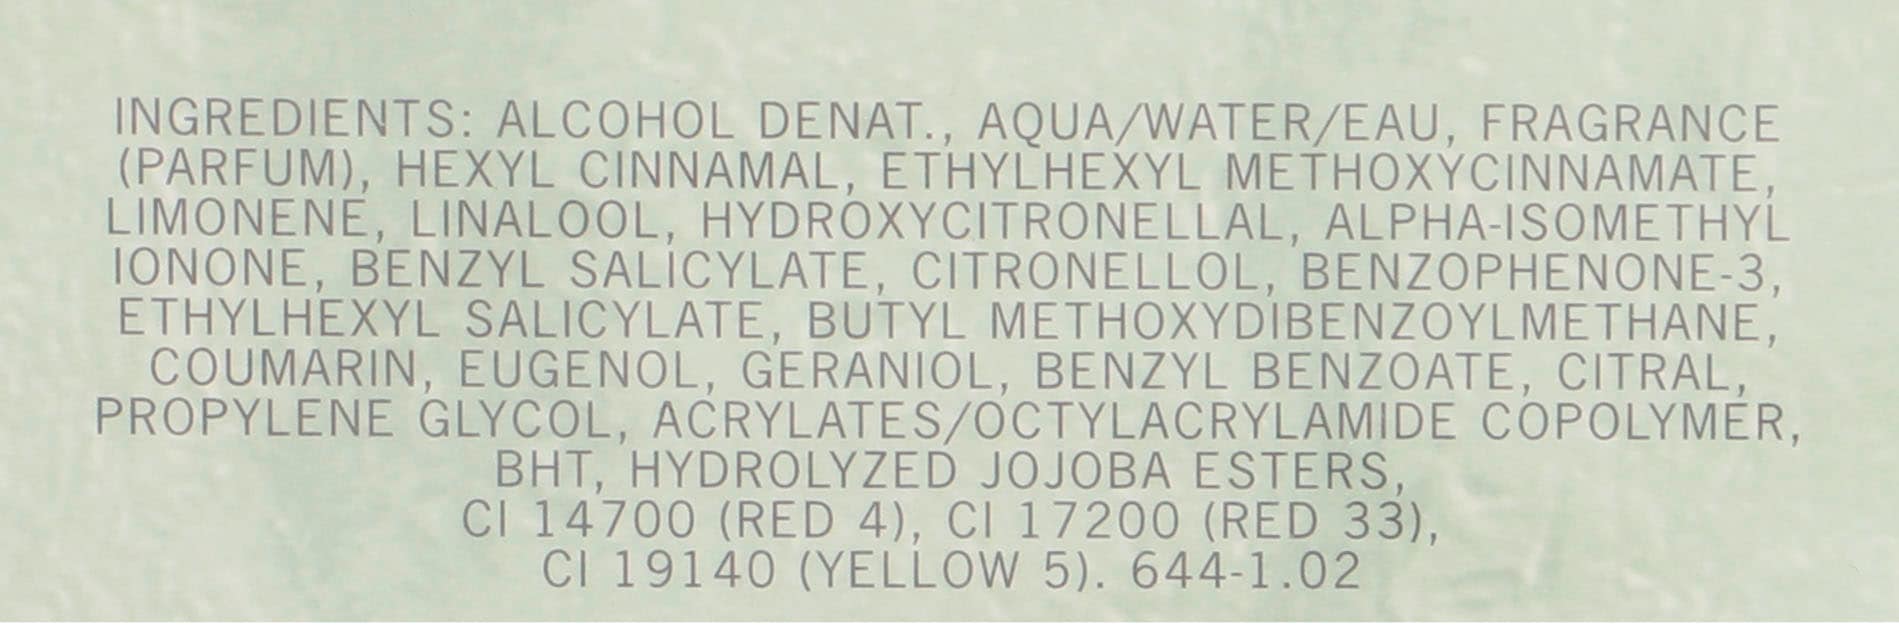 INGREDIENTS: ALCOHOL DENAT., AQUA/WATER/EAU, FRAGRANCE
(PARFUM), HEXYL CINNAMAL, ETHYLHEXYL METHOXYCINNAMATE,
LIMONENE, LINALOOL, HYDROXYCITRONELLAL, ALPHA-ISOMETHYL
IONONE, BENZYL SALICYLATE, CITRONELLOL, BENZOPHENONE-3,
ETHYLHEXYL SALICYLATE, BUTYL METHOXYDIBENZOYLMETHANE,
COUMARIN, EUGENOL, GERANIOL, BENZYL BENZOATE, CITRAL,
PROPYLENE GLYCOL, ACRYLATES/OCTYLACRYLAMIDE COPOLYMER,
BHT, HYDROLYZED JOJOBA ESTERS,
CI 14700 (RED 4), CI 17200 (RED 33),
CI 19140 (YELLOW 5). 644-1.02